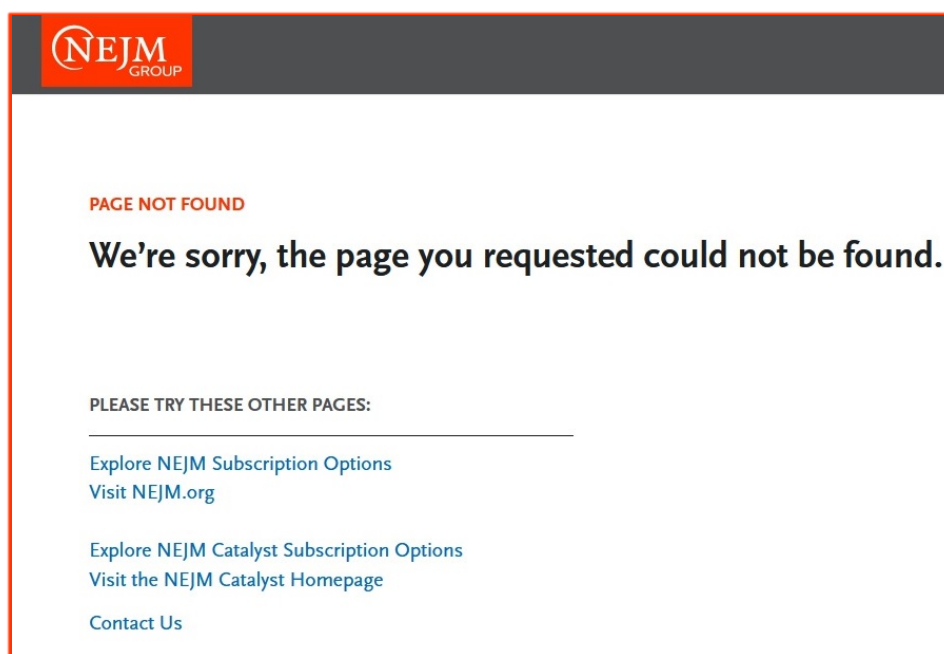 NEJM
GROUP
PAGE NOT FOUND
We're sorry, the page you requested could not be found.
PLEASE TRY THESE OTHER PAGES:
Explore NEJM Subscription Options
Visit NEJM.org
Explore NEJM Catalyst Subscription Options
Visit the NEJM Catalyst Homepage
Contact Us